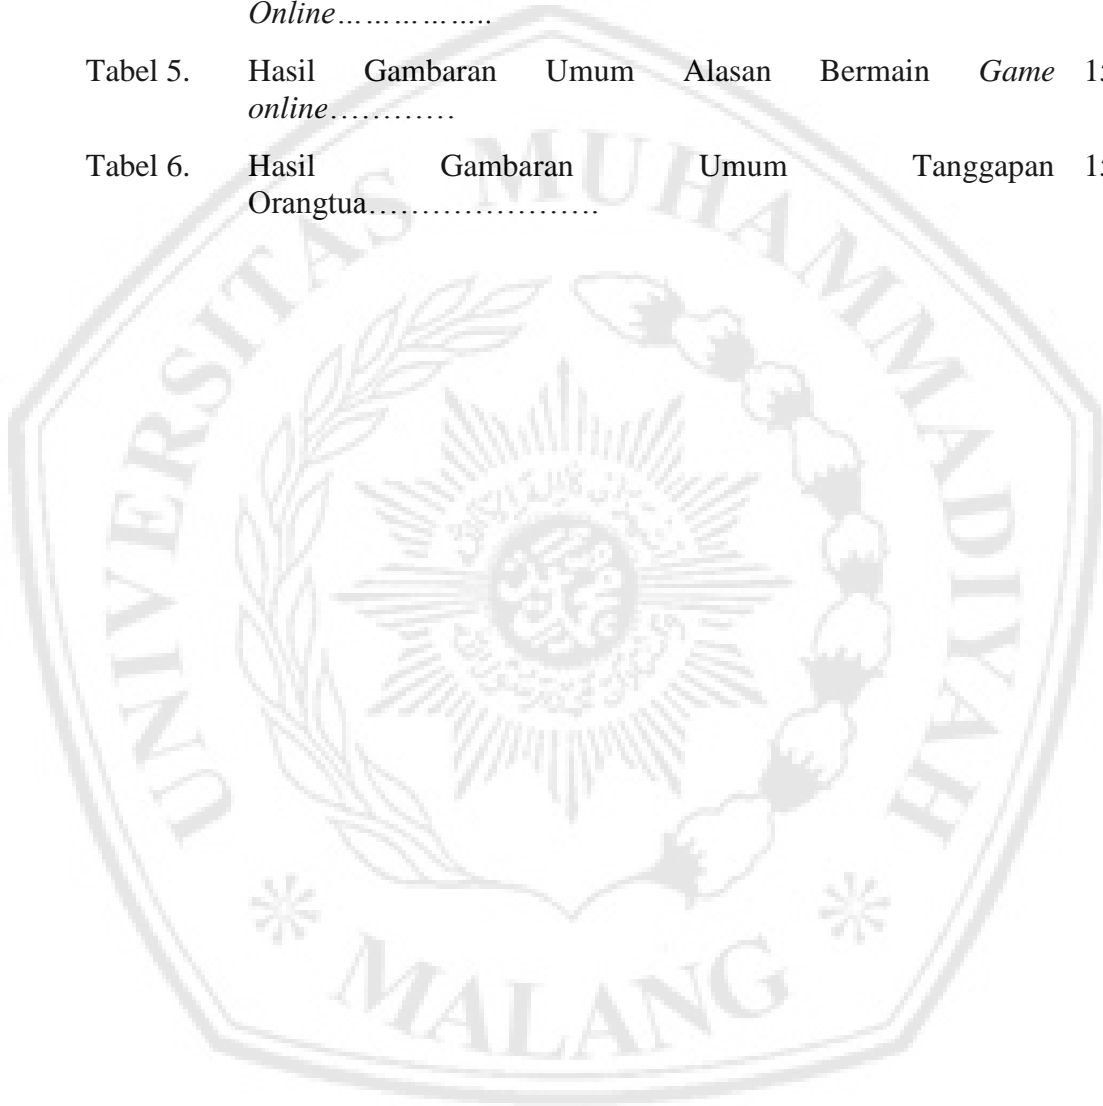 Online……………..
Tabel 5. Hasil Gambaran Umum Alasan Bermain Game
online…………
Tabel 6. Hasil Gambaran Umum Tanggapan
Orangtua………………….
UNIVERSITAS MUHAMMADIYAH
MALANG